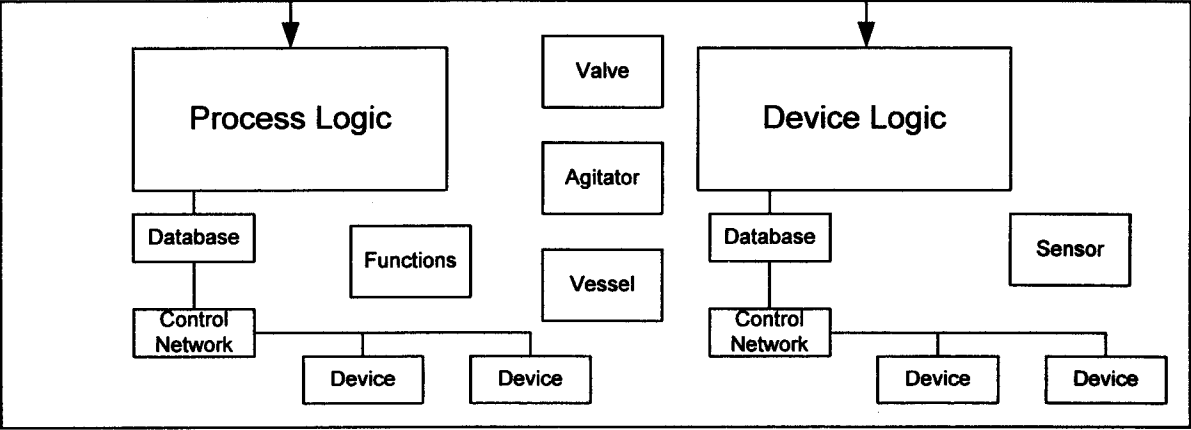 Process Logic
Valve
Device Logic
Agitator
Database
Functions
Vessel
Database
Sensor
Control
Network
Device
Device
Control
Network
Device
Device